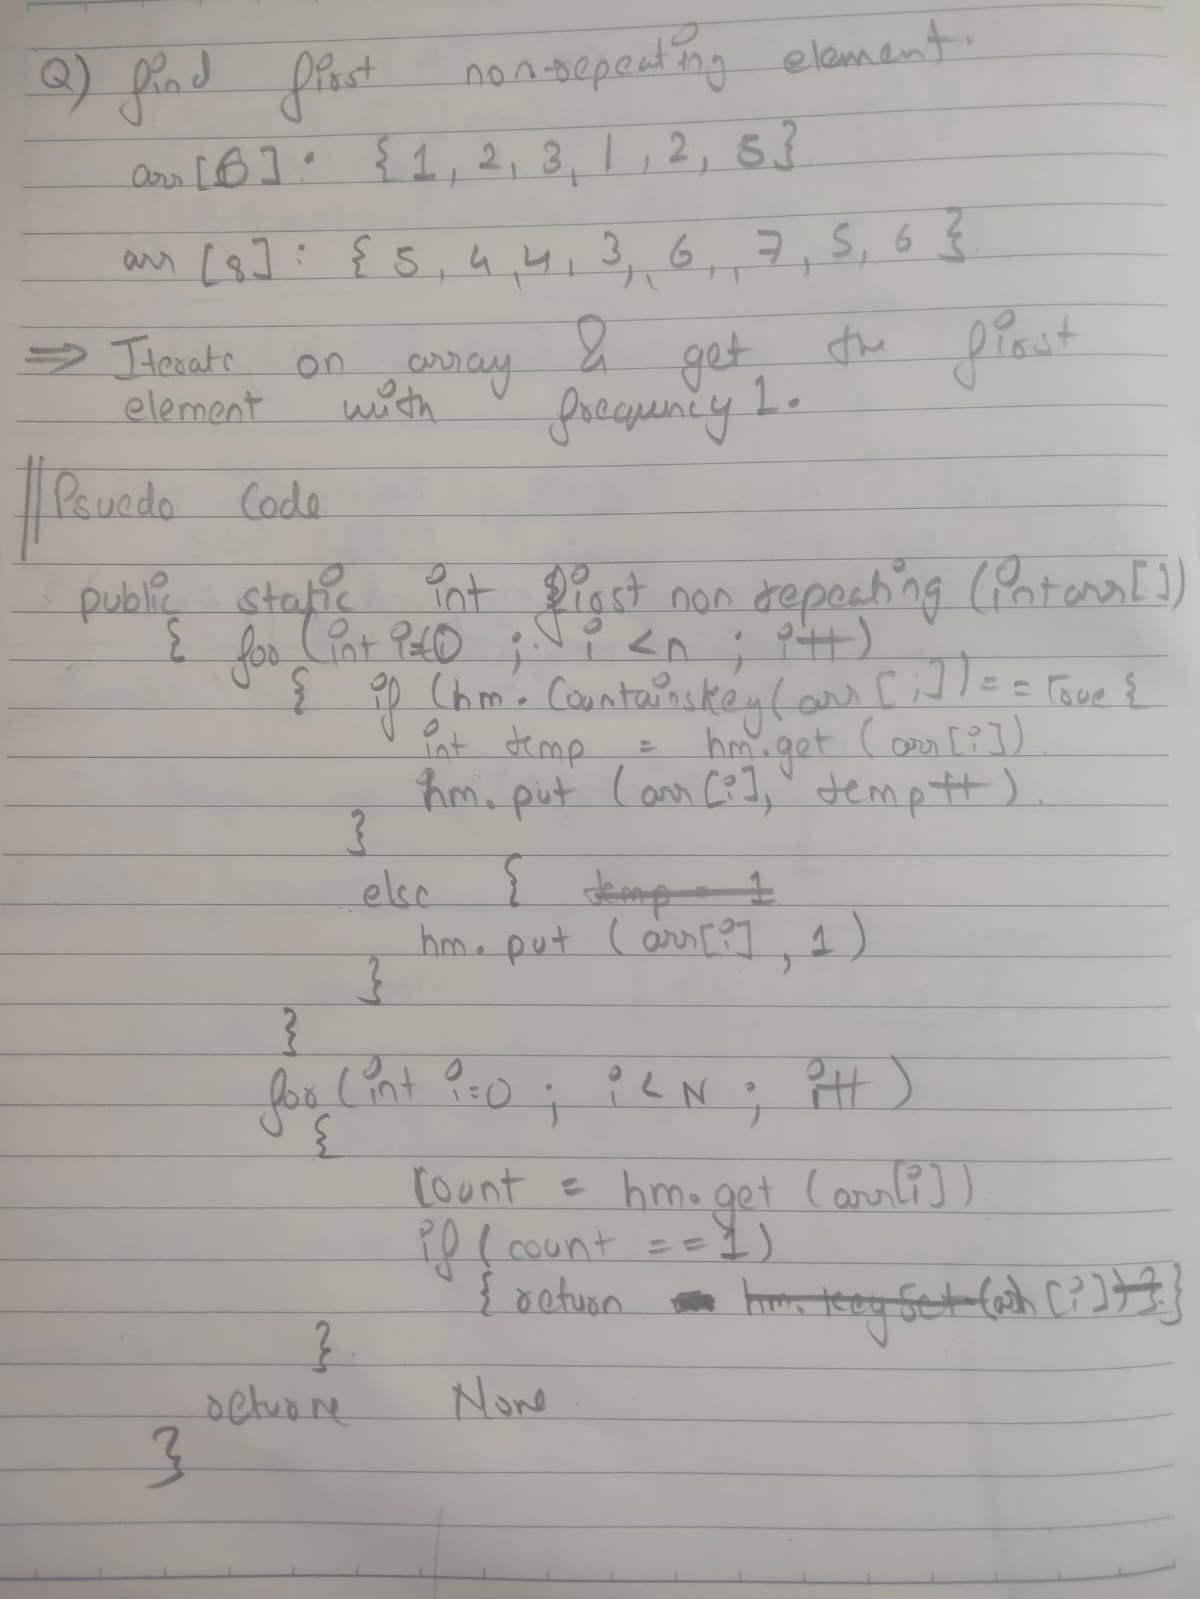 Q) find first non-repeating element.
arr[6]: {1, 2, 3, 1, 2, 5}
arr [8]: {5, 4, 4, 3, 6, 7, 5, 6}
⇒ Iterate on array & get the first
element with frequency 1.
|| Psuedo Code
public static int first non repeating (int arr[])
{ for (int i=0 ; i <n ; i++)
{ if (hm. Countainskey(arr[i]) == True {
int temp = hm.get (arr[i])
hm. put (arr[i], temp++).
}
else { temp = 1
hm. put (arr[i], 1)
}
}
for (int i=0 ; i < N ; i++)
{
count = hm.get (arr[i])
if (count == 1)
{ return hm. keySet (arr[i]) }.}
}
return None
}